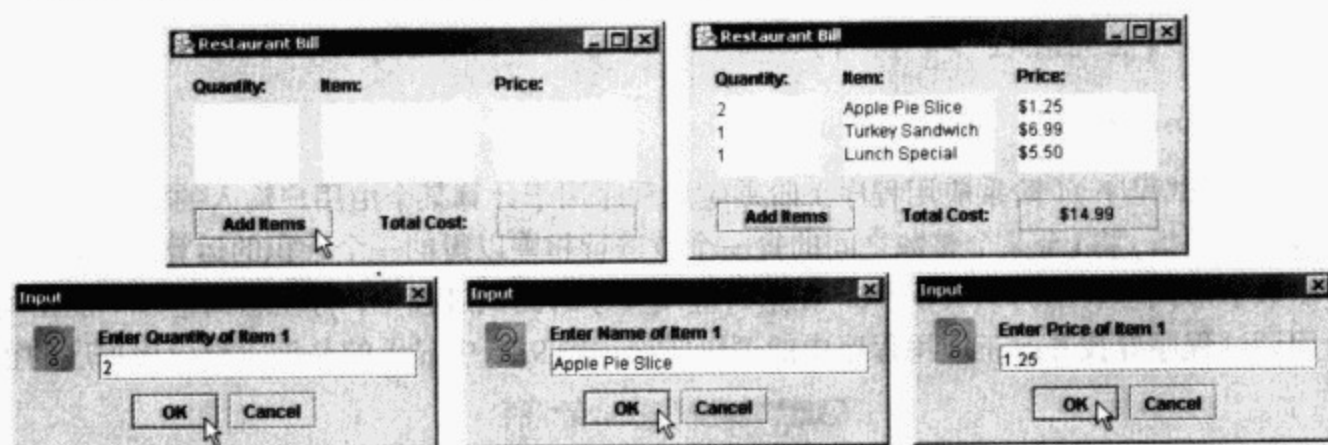 Restaurant Bill
Quantity: Item: Price:
Add Items Total Cost:
Restaurant Bill
Quantity: Item: Price:
2 Apple Pie Slice $1.25
1 Turkey Sandwich $6.99
1 Lunch Special $5.50
Add Items Total Cost: $14.99
Input
Enter Quantity of Item 1
2
OK Cancel
Input
Enter Name of Item 1
Apple Pie Slice
OK Cancel
Input
Enter Price of Item 1
1.25
OK Cancel